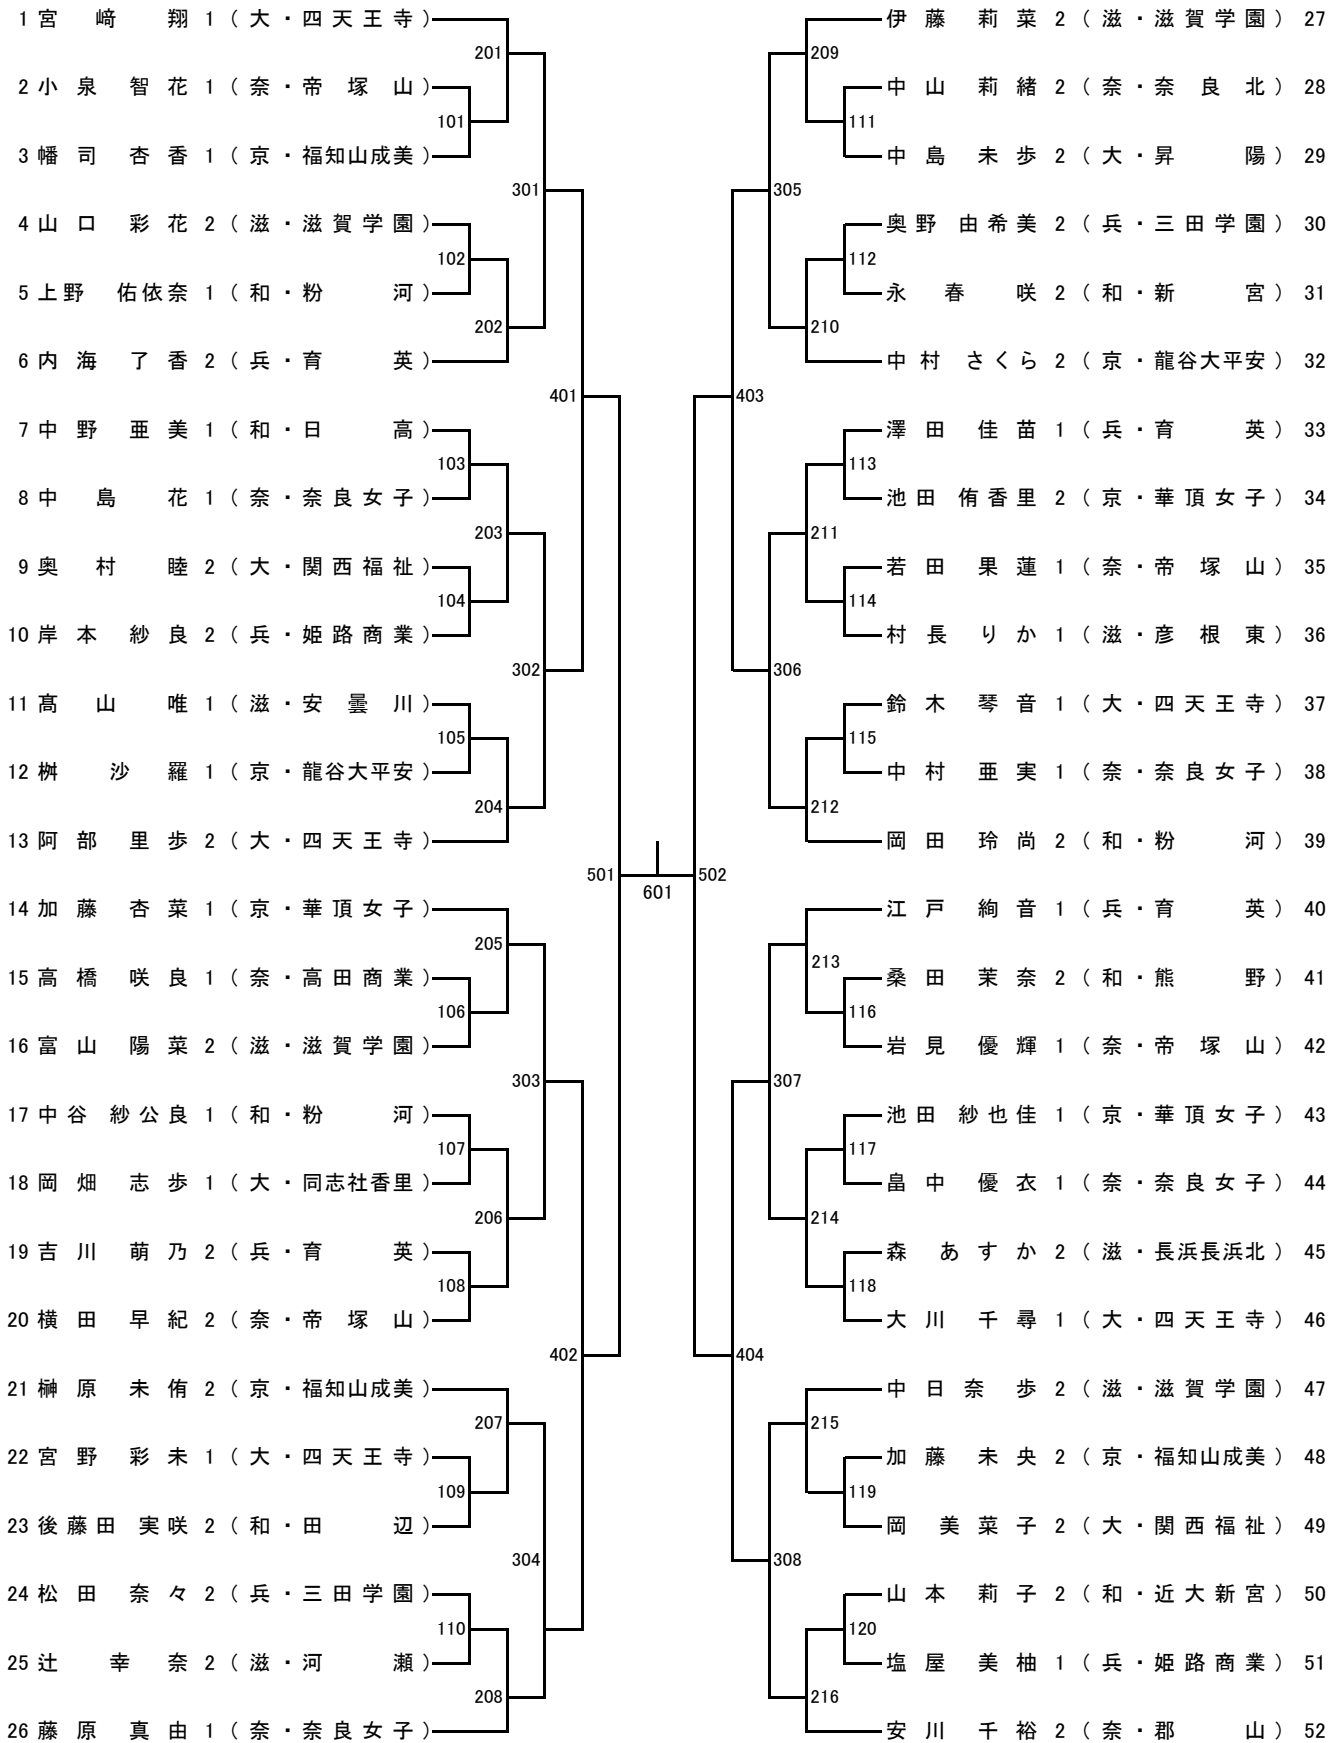 1 宮﨑 翔 1 (大・四天王寺)
201
2 小泉 智花 1 (奈・帝塚山)
101
3 幡司 杏香 1 (京・福知山成美)
301
4 山口 彩花 2 (滋・滋賀学園)
102
5 上野 佑依奈 1 (和・粉河)
202
6 内海 了香 2 (兵・育英)
401
7 中野 亜美 1 (和・日高)
103
8 中島 花 1 (奈・奈良女子)
203
9 奥村 睦 2 (大・関西福祉)
104
10 岸本 紗良 2 (兵・姫路商業)
302
11 髙山 唯 1 (滋・安曇川)
105
12 桝 沙羅 1 (京・龍谷大平安)
204
13 阿部 里歩 2 (大・四天王寺)
501
14 加藤 杏菜 1 (京・華頂女子)
205
15 高橋 咲良 1 (奈・高田商業)
106
16 富山 陽菜 2 (滋・滋賀学園)
303
17 中谷 紗公良 1 (和・粉河)
107
18 岡畑 志歩 1 (大・同志社香里)
206
19 吉川 萌乃 2 (兵・育英)
108
20 横田 早紀 2 (奈・帝塚山)
402
21 榊原 未侑 2 (京・福知山成美)
207
22 宮野 彩未 1 (大・四天王寺)
109
23 後藤田 実咲 2 (和・田辺)
304
24 松田 奈々 2 (兵・三田学園)
110
25 辻 幸奈 2 (滋・河瀬)
208
26 藤原 真由 1 (奈・奈良女子)
601
伊藤 莉菜 2 (滋・滋賀学園) 27
209
中山 莉緒 2 (奈・奈良北) 28
111
中島 未歩 2 (大・昇陽) 29
305
奥野 由希美 2 (兵・三田学園) 30
112
永 春咲 2 (和・新宮) 31
210
中村 さくら 2 (京・龍谷大平安) 32
403
澤田 佳苗 1 (兵・育英) 33
113
池田 侑香里 2 (京・華頂女子) 34
211
若田 果蓮 1 (奈・帝塚山) 35
114
村長 りか 1 (滋・彦根東) 36
306
鈴木 琴音 1 (大・四天王寺) 37
115
中村 亜実 1 (奈・奈良女子) 38
212
岡田 玲尚 2 (和・粉河) 39
502
江戸 絢音 1 (兵・育英) 40
213
桑田 茉奈 2 (和・熊野) 41
116
岩見 優輝 1 (奈・帝塚山) 42
307
池田 紗也佳 1 (京・華頂女子) 43
117
畠中 優衣 1 (奈・奈良女子) 44
214
森 あすか 2 (滋・長浜長浜北) 45
118
大川 千尋 1 (大・四天王寺) 46
404
中日奈 歩 2 (滋・滋賀学園) 47
215
加藤 未央 2 (京・福知山成美) 48
119
岡 美菜子 2 (大・関西福祉) 49
308
山本 莉子 2 (和・近大新宮) 50
120
塩屋 美柚 1 (兵・姫路商業) 51
216
安川 千裕 2 (奈・郡山) 52